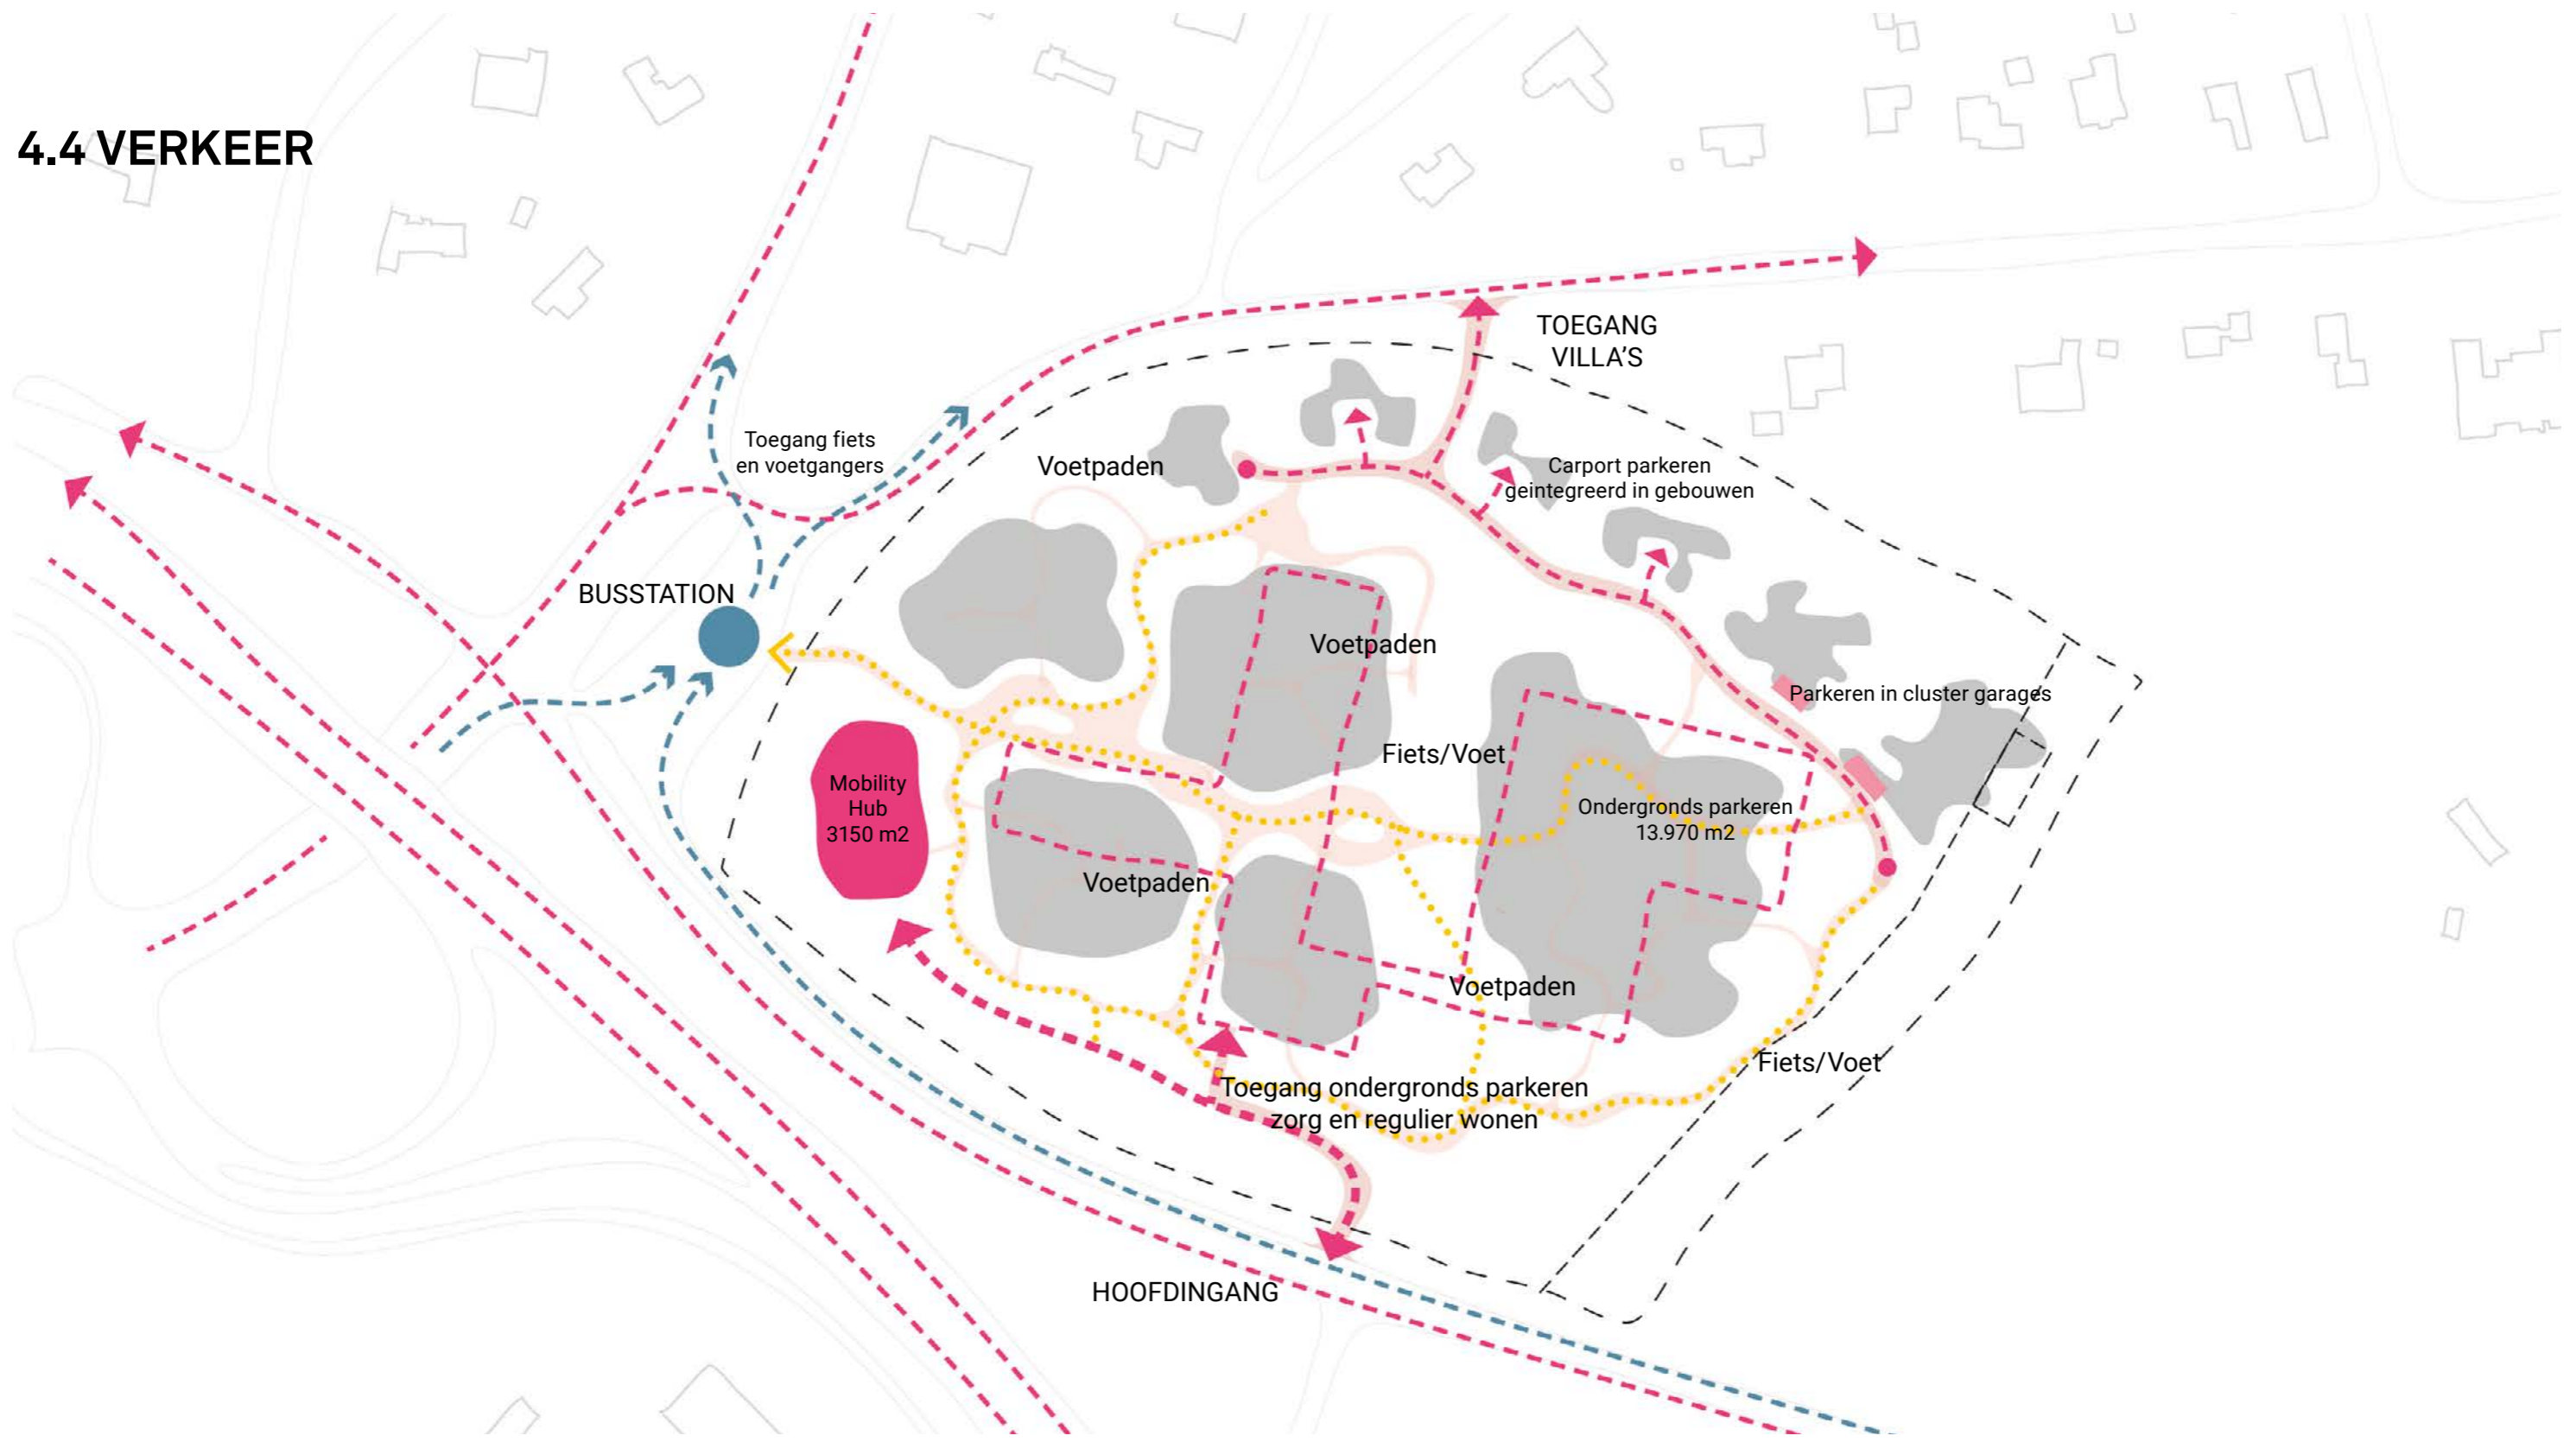 4.4 VERKEER
TOEGANG
VILLA'S
Toegang fiets
en voetgangers
Voetpaden
Carport parkeren
geintegreerd in gebouwen
BUSSTATION
Voetpaden
Parkeren in cluster garages
Fiets/Voet
Mobility
Hub
3150 m2
Ondergronds parkeren
13.970 m2
Voetpaden
Voetpaden
Fiets/Voet
Toegang ondergronds parkeren
zorg en regulier wonen
HOOFDINGANG